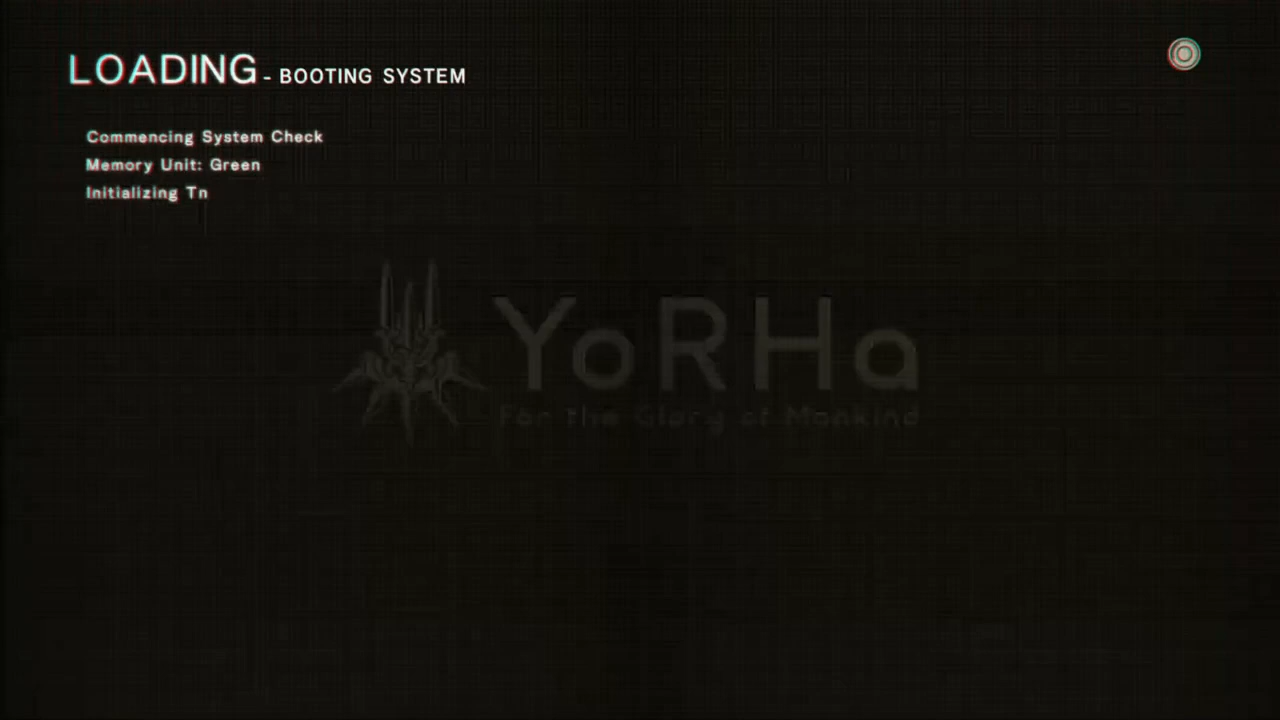 LOADING - BOOTING SYSTEM
Commencing System Check
Memory Unit: Green
Initializing Tn
YoRHa
For the Glory of Mankind